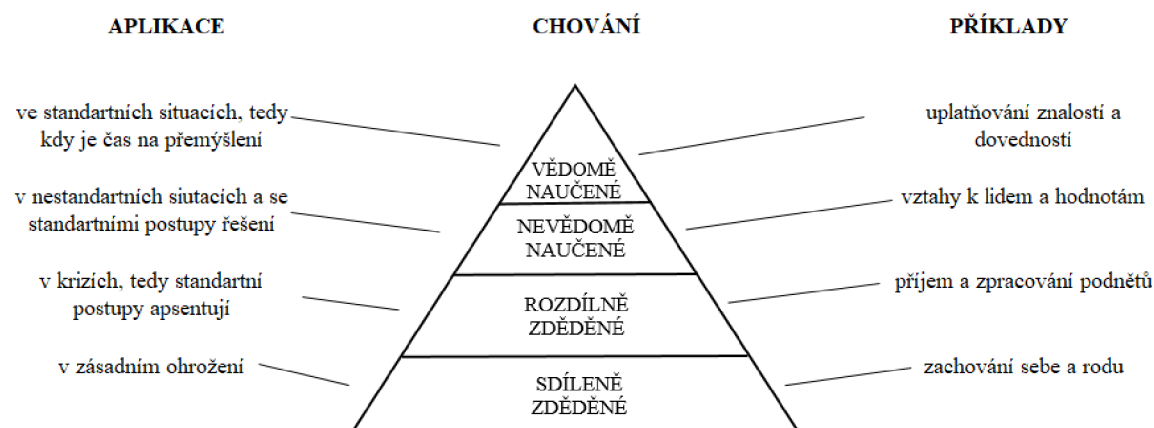 APLIKACE
CHOVÁNÍ
PŘÍKLADY
ve standartních situacích, tedy
kdy je čas na přemýšlení
VĚDOMĚ
NAUČENÉ
uplatňování znalostí a
dovedností
v nestandartních siutacích a se
standartními postupy řešení
NEVĚDOMĚ
NAUČENÉ
vztahy k lidem a hodnotám
v krizích, tedy standartní
postupy apsentují
ROZDÍLNĚ
ZDĚDĚNÉ
příjem a zpracování podnětů
v zásadním ohrožení
SDÍLENĚ
ZDĚDĚNÉ
zachování sebe a rodu